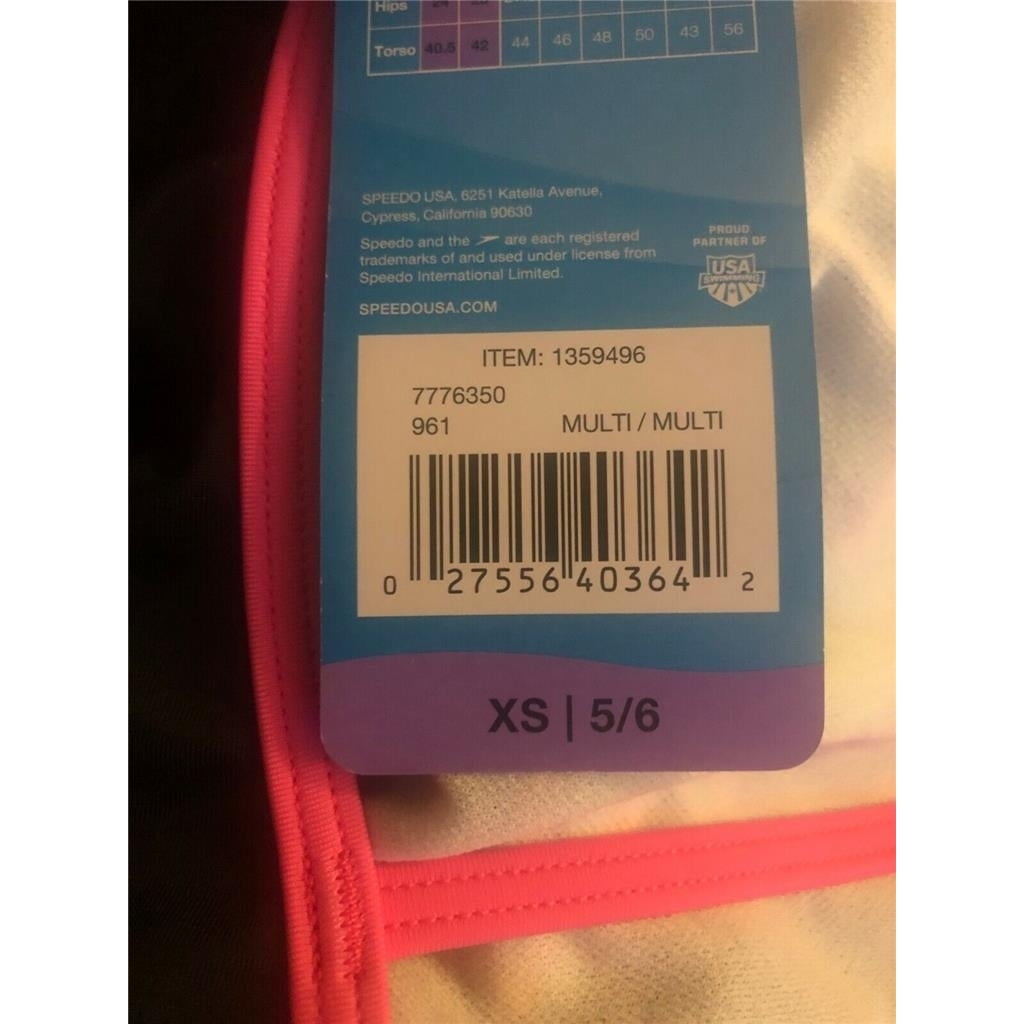 Hips 24
Torso 40.5 42 44 46 48 50 43 56
SPEEDO USA, 6251 Katella Avenue,
Cypress, California 90630
Speedo and the are each registered
trademarks of and used under license from
Speedo International Limited.
SPEEDOUSA.COM
PROUD
PARTNER OF
USA
SWIMMING
ITEM: 1359496
7776350
961 MULTI / MULTI
0 27556 40364 2
XS | 5/6